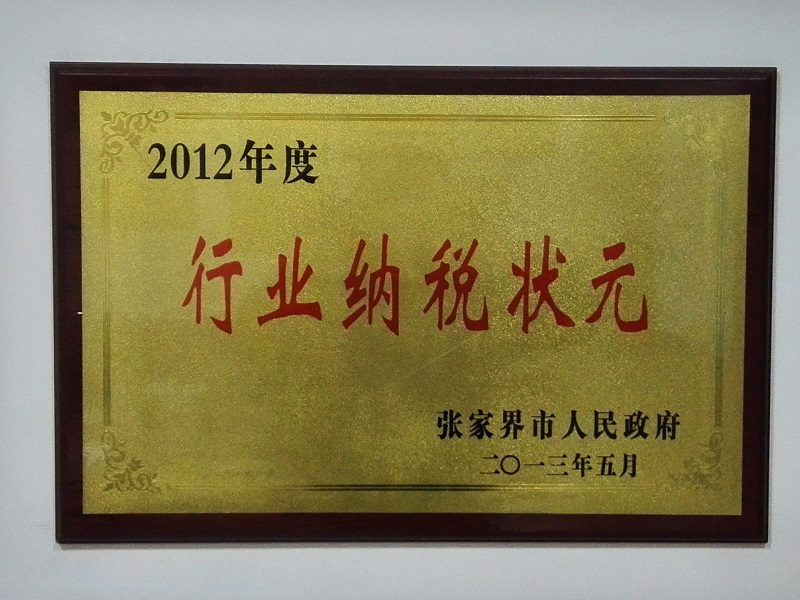 2012年度
行业纳税状元
张家界市人民政府
二〇一三年五月